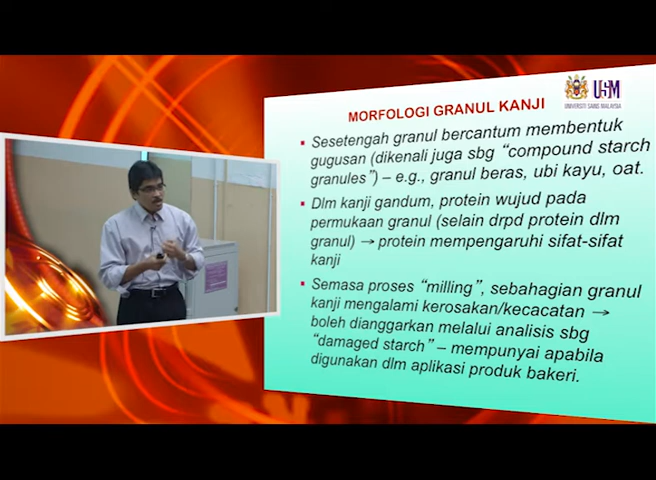 USM
UNIVERSITI SAINS MALAYSIA
MORFOLOGI GRANUL KANJI
▪ Sesetengah granul bercantum membentuk
gugusan (dikenali juga sbg “compound starch
granules”) – e.g., granul beras, ubi kayu, oat.
▪ Dlm kanji gandum, protein wujud pada
permukaan granul (selain drpd protein dlm
granul) → protein mempengaruhi sifat-sifat
kanji
▪ Semasa proses “milling”, sebahagian granul
kanji mengalami kerosakan/kecacatan →
boleh dianggarkan melalui analisis sbg
“damaged starch” – mempunyai apabila
digunakan dlm aplikasi produk bakeri.